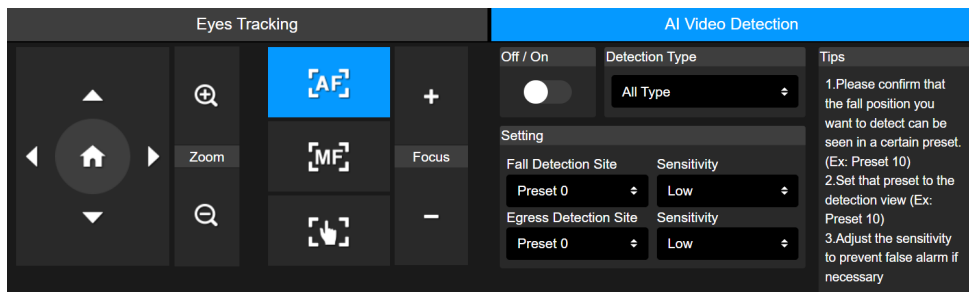 Eyes Tracking
AI Video Detection
AF
MF
Zoom
Focus
Off / On
Detection Type
All Type
Setting
Fall Detection Site
Sensitivity
Preset 0
Low
Egress Detection Site
Sensitivity
Preset 0
Low
Tips
1.Please confirm that
the fall position you
want to detect can be
seen in a certain preset.
(Ex: Preset 10)
2.Set that preset to the
detection view (Ex:
Preset 10)
3.Adjust the sensitivity
to prevent false alarm if
necessary